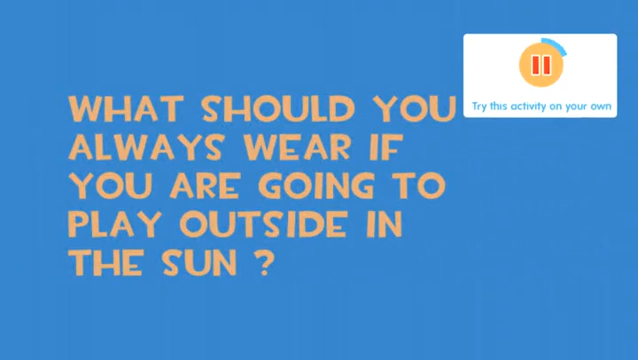 WHAT SHOULD YOU
ALWAYS WEAR IF
YOU ARE GOING TO
PLAY OUTSIDE IN
THE SUN ?
Try this activity on your own